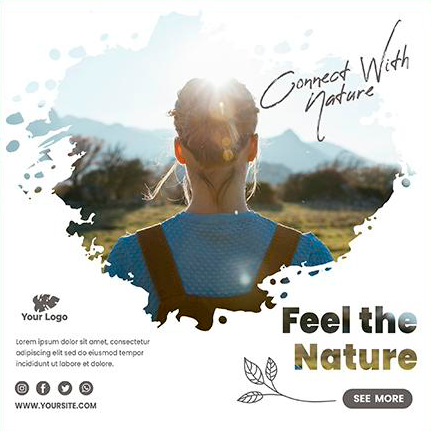 Connect With
Nature
Your Logo
Feel the
Nature
Lorem ipsum dolor sit amet, consectetur
adipiscing elit sed do eiusmod tempor
incididunt ut labore et dolore.
SEE MORE
WWW.YOURSITE.COM